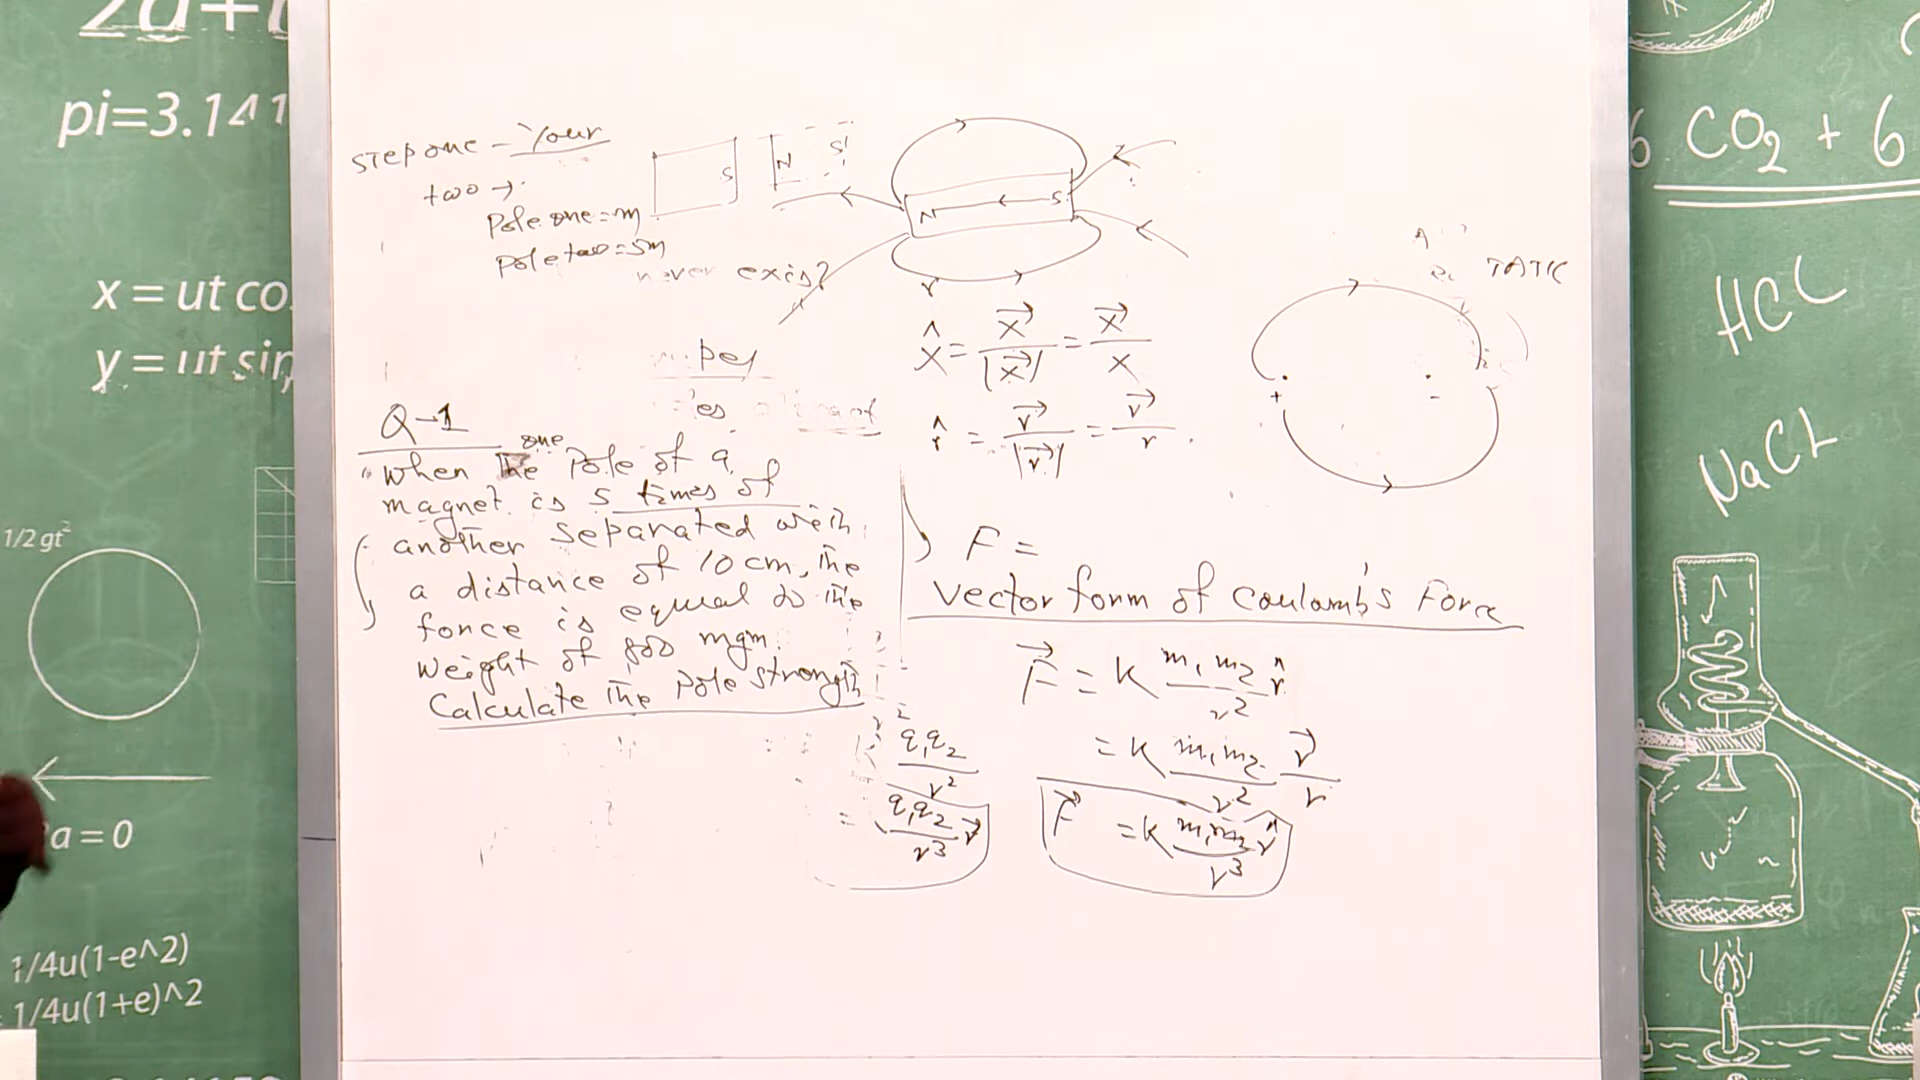 pi=3.141
x = ut co
y = ut sin
1/2 gt²
a = 0
1/4u(1-e^2)
1/4u(1+e)^2
Step one - Your
two →
Pole one = m
Pole two = 5m
never exis?
S
N S
N S
x̂ = x⃗ / |x⃗| = x⃗ / x
r̂ = r⃗ / |r⃗| = r⃗ / r
TATIC
+ -
Q-1
one
"When the Pole of a
magnet is 5 times of
another separated with
a distance of 10 cm, the
force is equal to the
weight of 800 mgm.
Calculate the Pole strength
F =
Vector form of Coulomb's Force
F⃗ = K m₁m₂ / r² r̂
= K m₁m₂ / r² r⃗ / r
F⃗ = K m₁m₂ / r³ r̂
q₁q₂ / r²
= q₁q₂ / r³ r⃗
6 CO₂ + 6
HCL
NaCL